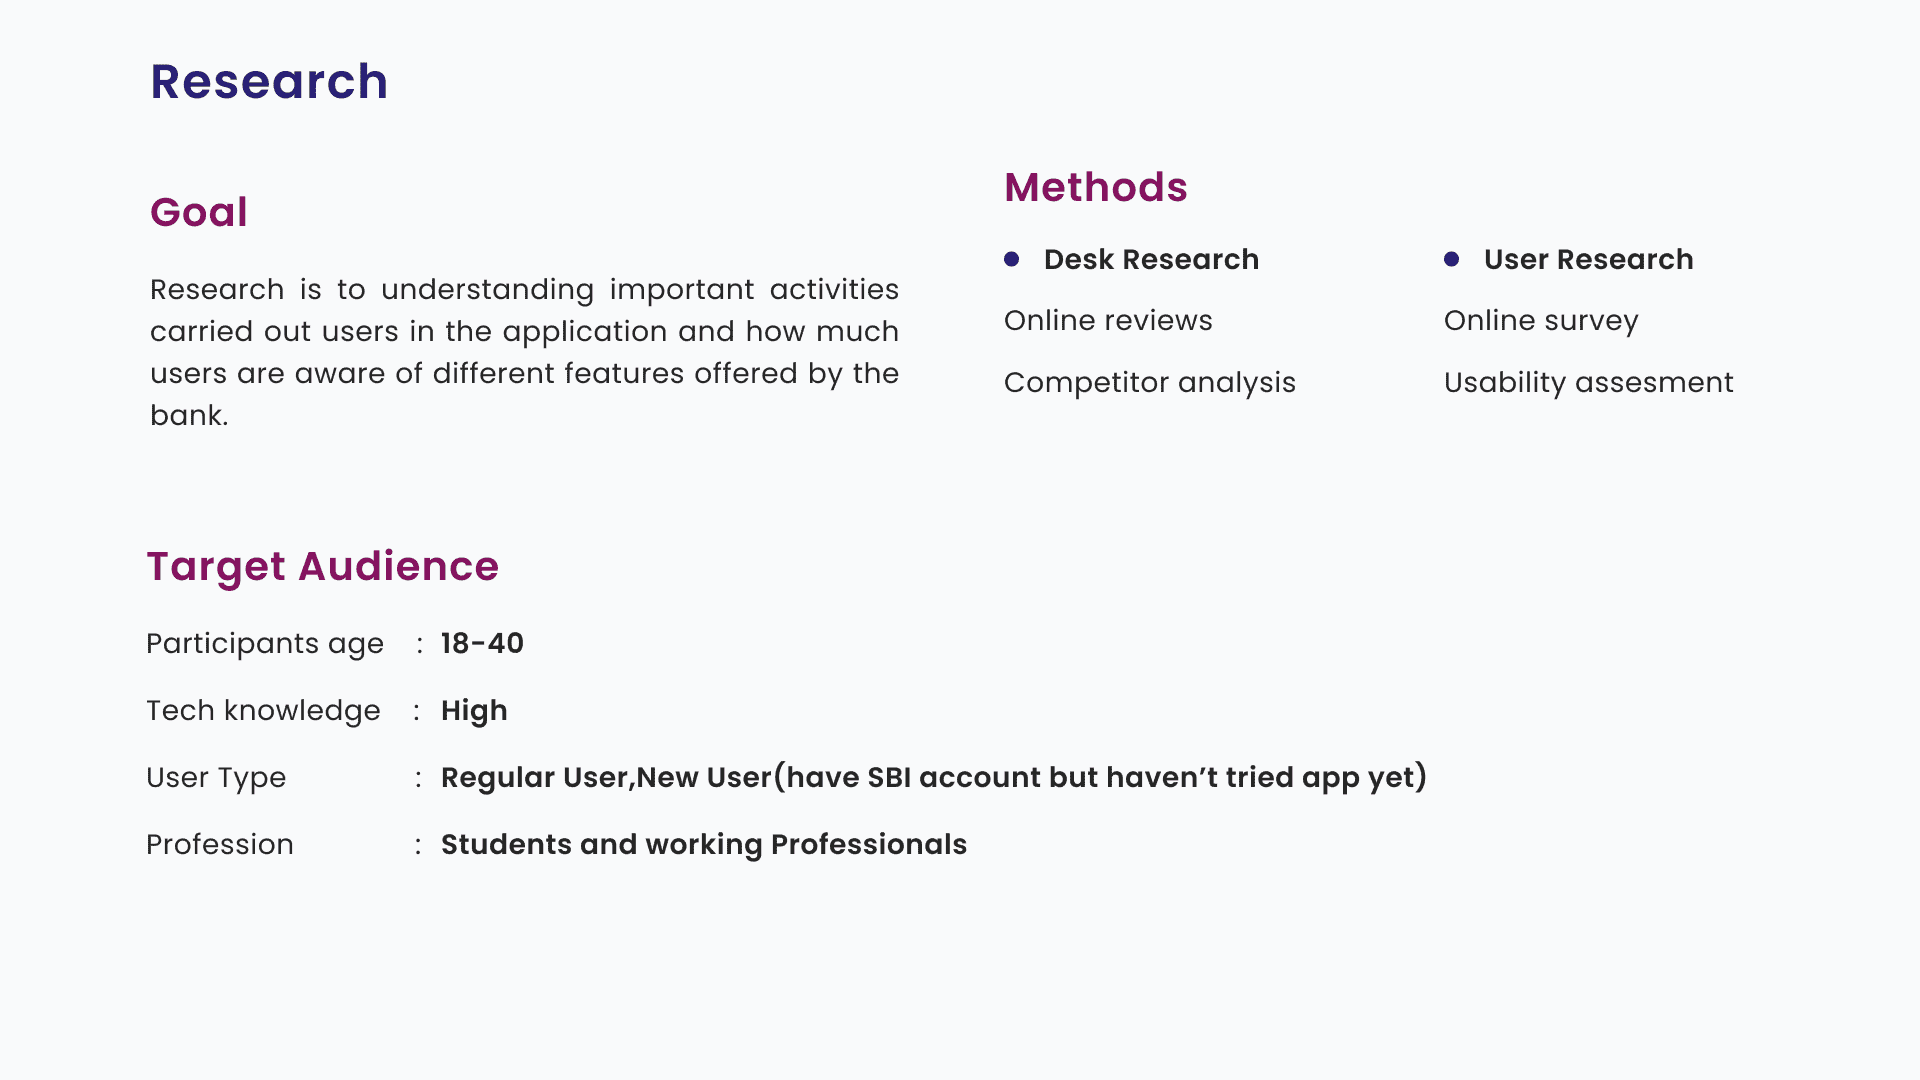 Research
Goal
Research is to understanding important activities
carried out users in the application and how much
users are aware of different features offered by the
bank.
Methods
Desk Research
Online reviews
Competitor analysis
User Research
Online survey
Usability assesment
Target Audience
Participants age : 18-40
Tech knowledge : High
User Type : Regular User,New User(have SBI account but haven’t tried app yet)
Profession : Students and working Professionals